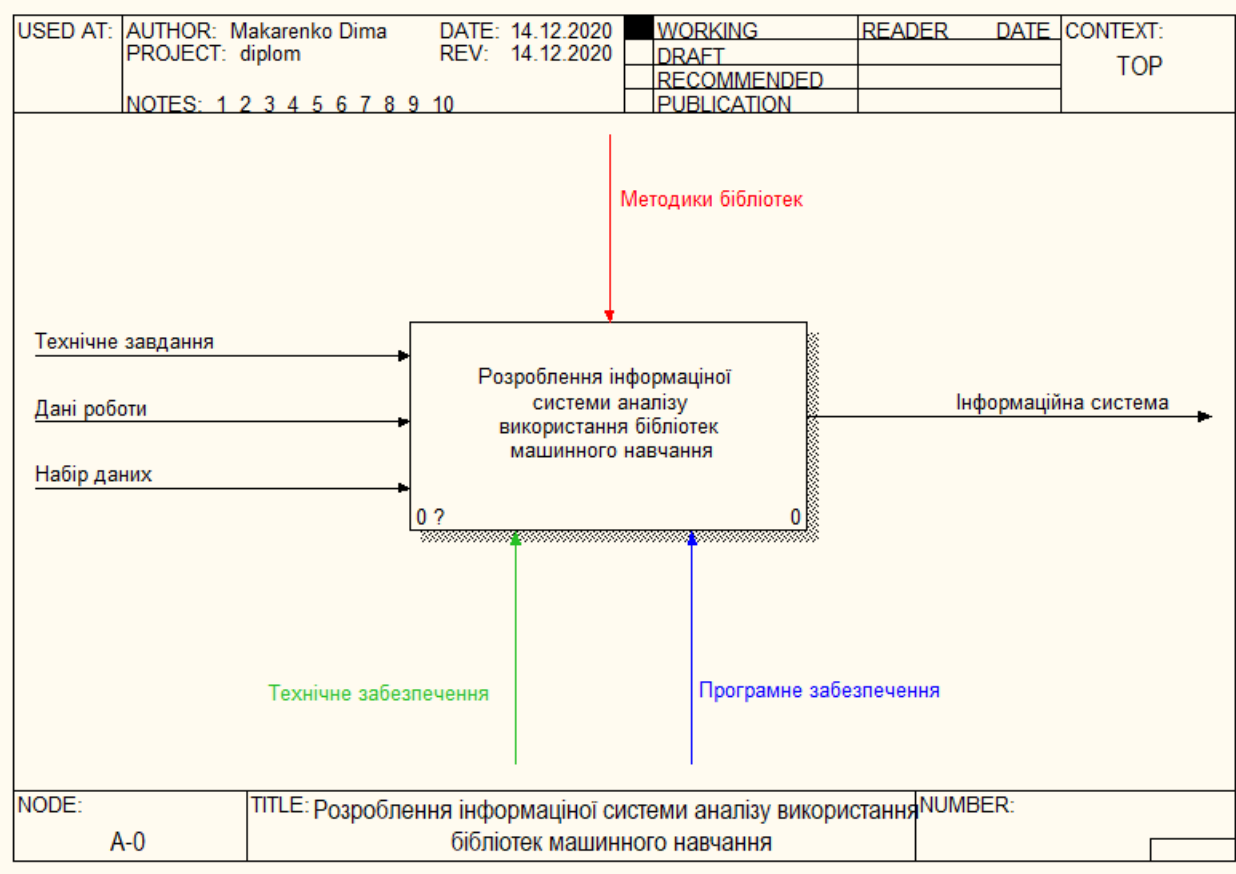 USED AT: AUTHOR: Makarenko Dima DATE: 14.12.2020 WORKING READER DATE CONTEXT:
PROJECT: diplom REV: 14.12.2020 DRAFT TOP
RECOMMENDED
NOTES: 1 2 3 4 5 6 7 8 9 10 PUBLICATION
Методики бібліотек
Технічне завдання
Дані роботи
Набір даних
Розроблення інформаціної
системи аналізу
використання бібліотек
машинного навчання
0 ? 0
Інформаційна система
Технічне забезпечення
Програмне забезпечення
NODE: TITLE: Розроблення інформаціної системи аналізу використання NUMBER:
A-0 бібліотек машинного навчання